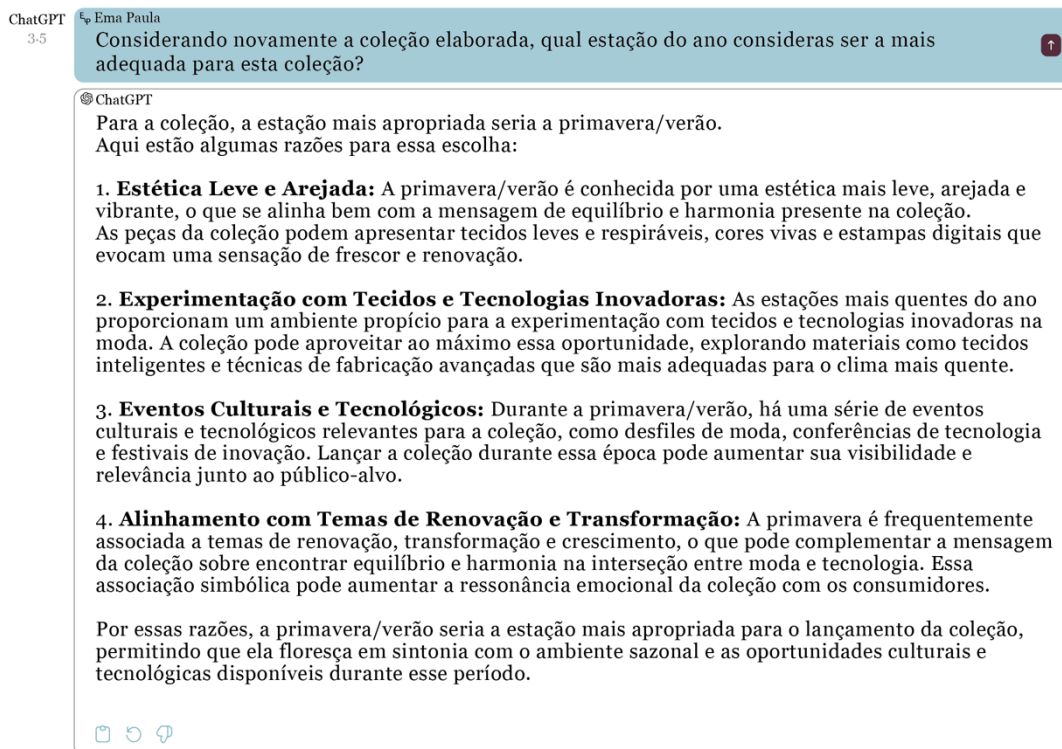 ChatGPT
3.5
Ema Paula
Considerando novamente a coleção elaborada, qual estação do ano consideras ser a mais
adequada para esta coleção?
ChatGPT
Para a coleção, a estação mais apropriada seria a primavera/verão.
Aqui estão algumas razões para essa escolha:
1. Estética Leve e Arejada: A primavera/verão é conhecida por uma estética mais leve, arejada e
vibrante, o que se alinha bem com a mensagem de equilíbrio e harmonia presente na coleção.
As peças da coleção podem apresentar tecidos leves e respiráveis, cores vivas e estampas digitais que
evocam uma sensação de frescor e renovação.
2. Experimentação com Tecidos e Tecnologias Inovadoras: As estações mais quentes do ano
proporcionam um ambiente propício para a experimentação com tecidos e tecnologias inovadoras na
moda. A coleção pode aproveitar ao máximo essa oportunidade, explorando materiais como tecidos
inteligentes e técnicas de fabricação avançadas que são mais adequadas para o clima mais quente.
3. Eventos Culturais e Tecnológicos: Durante a primavera/verão, há uma série de eventos
culturais e tecnológicos relevantes para a coleção, como desfiles de moda, conferências de tecnologia
e festivais de inovação. Lançar a coleção durante essa época pode aumentar sua visibilidade e
relevância junto ao público-alvo.
4. Alinhamento com Temas de Renovação e Transformação: A primavera é frequentemente
associada a temas de renovação, transformação e crescimento, o que pode complementar a mensagem
da coleção sobre encontrar equilíbrio e harmonia na interseção entre moda e tecnologia. Essa
associação simbólica pode aumentar a ressonância emocional da coleção com os consumidores.
Por essas razões, a primavera/verão seria a estação mais apropriada para o lançamento da coleção,
permitindo que ela floresça em sintonia com o ambiente sazonal e as oportunidades culturais e
tecnológicas disponíveis durante esse período.